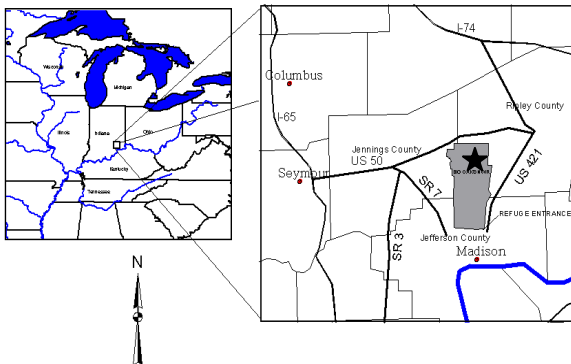 Wisconsin
Michigan
Illinois
Indiana
Ohio
Kentucky
Tennessee
N
I-74
Columbus
I-65
Ripley County
Jennings County
US 50
Seymour
SR 7
US 421
REFUGE ENTRANCE
Jefferson County
SR 3
Madison